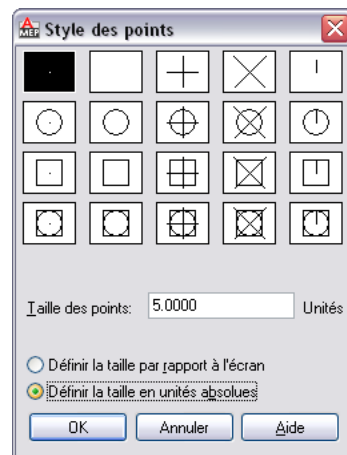 MEP Style des points
Taille des points: 5.0000 Unités
Définir la taille par rapport à l'écran
Définir la taille en unités absolues
OK Annuler Aide